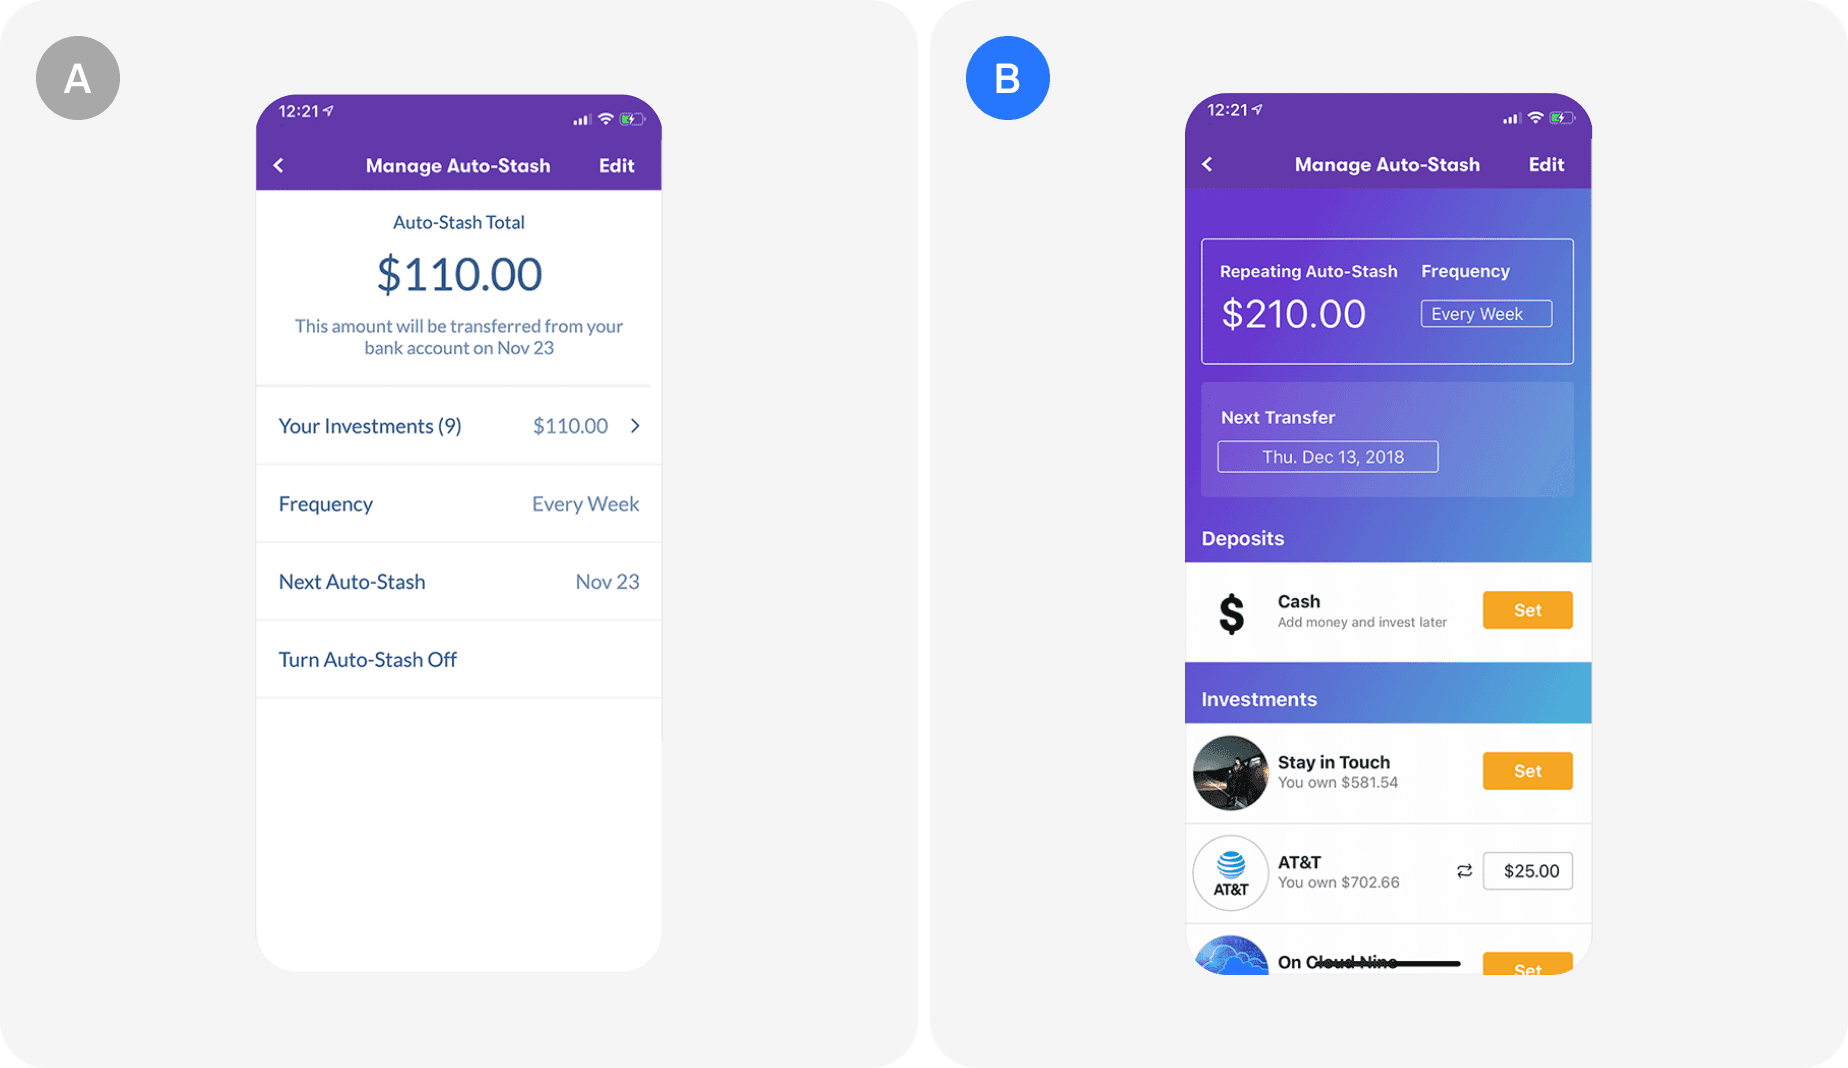 A
12:21
Manage Auto-Stash
Edit
Auto-Stash Total
$110.00
This amount will be transferred from your
bank account on Nov 23
Your Investments (9) $110.00
Frequency Every Week
Next Auto-Stash Nov 23
Turn Auto-Stash Off
B
12:21
Manage Auto-Stash
Edit
Repeating Auto-Stash Frequency
$210.00 Every Week
Next Transfer
Thu. Dec 13, 2018
Deposits
$
Cash
Add money and invest later
Set
Investments
Stay in Touch
You own $581.54
Set
AT&T
AT&T
You own $702.66
$25.00
On Cloud Nine
Set